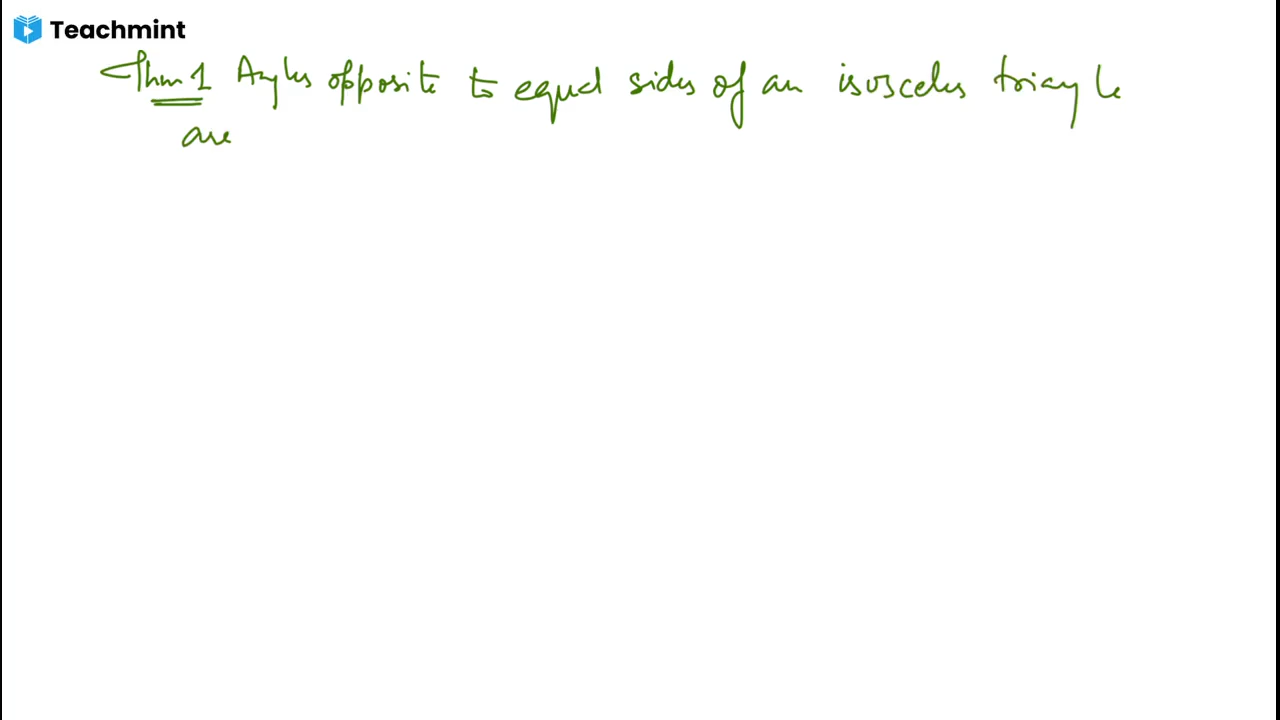 Teachmint
Thm 1 Angles opposite to equal sides of an isosceles triangle
are